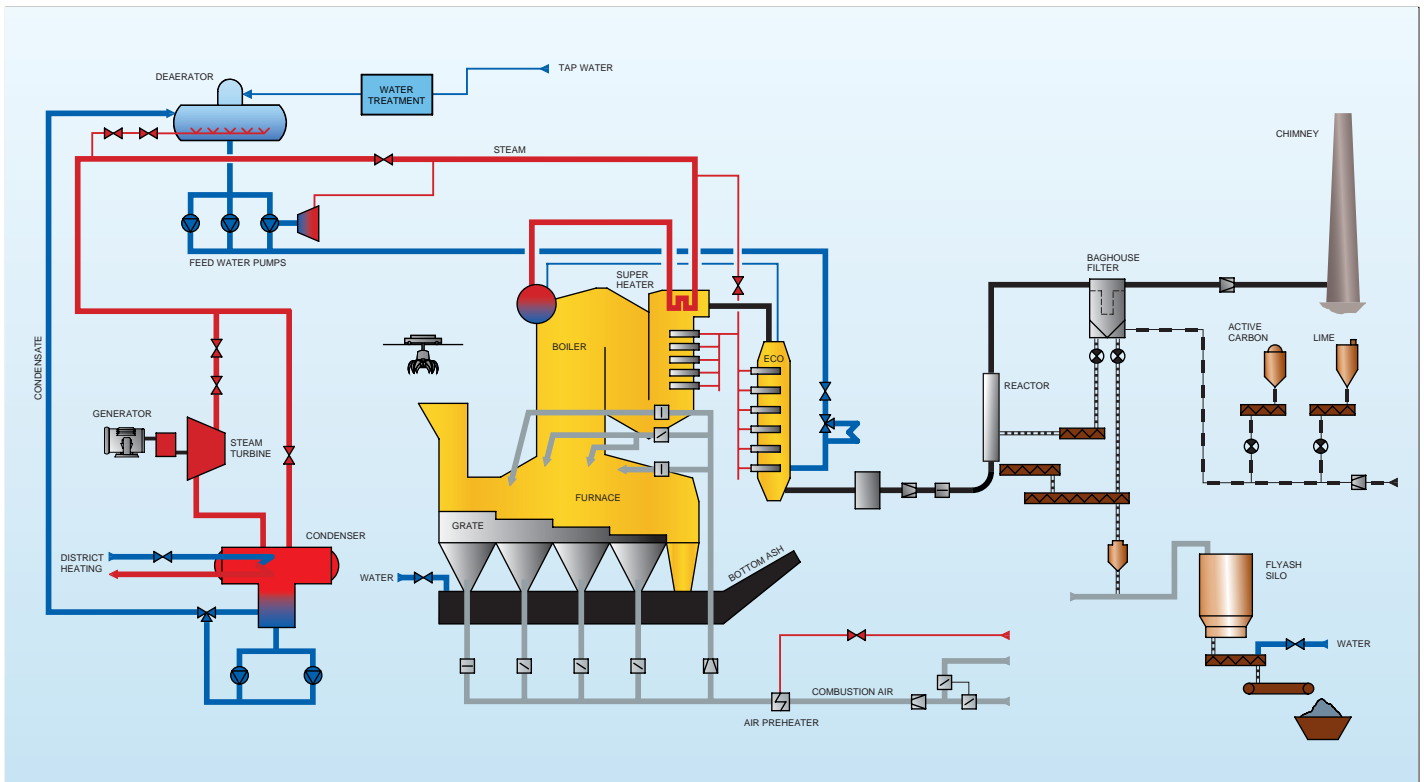 DEAERATOR
WATER
TREATMENT
TAP WATER
STEAM
CHIMNEY
FEED WATER PUMPS
SUPER
HEATER
BAGHOUSE
FILTER
CONDENSATE
BOILER
ECO
ACTIVE
CARBON
LIME
REACTOR
GENERATOR
STEAM
TURBINE
FURNACE
GRATE
CONDENSER
DISTRICT
HEATING
WATER
BOTTOM ASH
FLYASH
SILO
WATER
COMBUSTION AIR
AIR PREHEATER